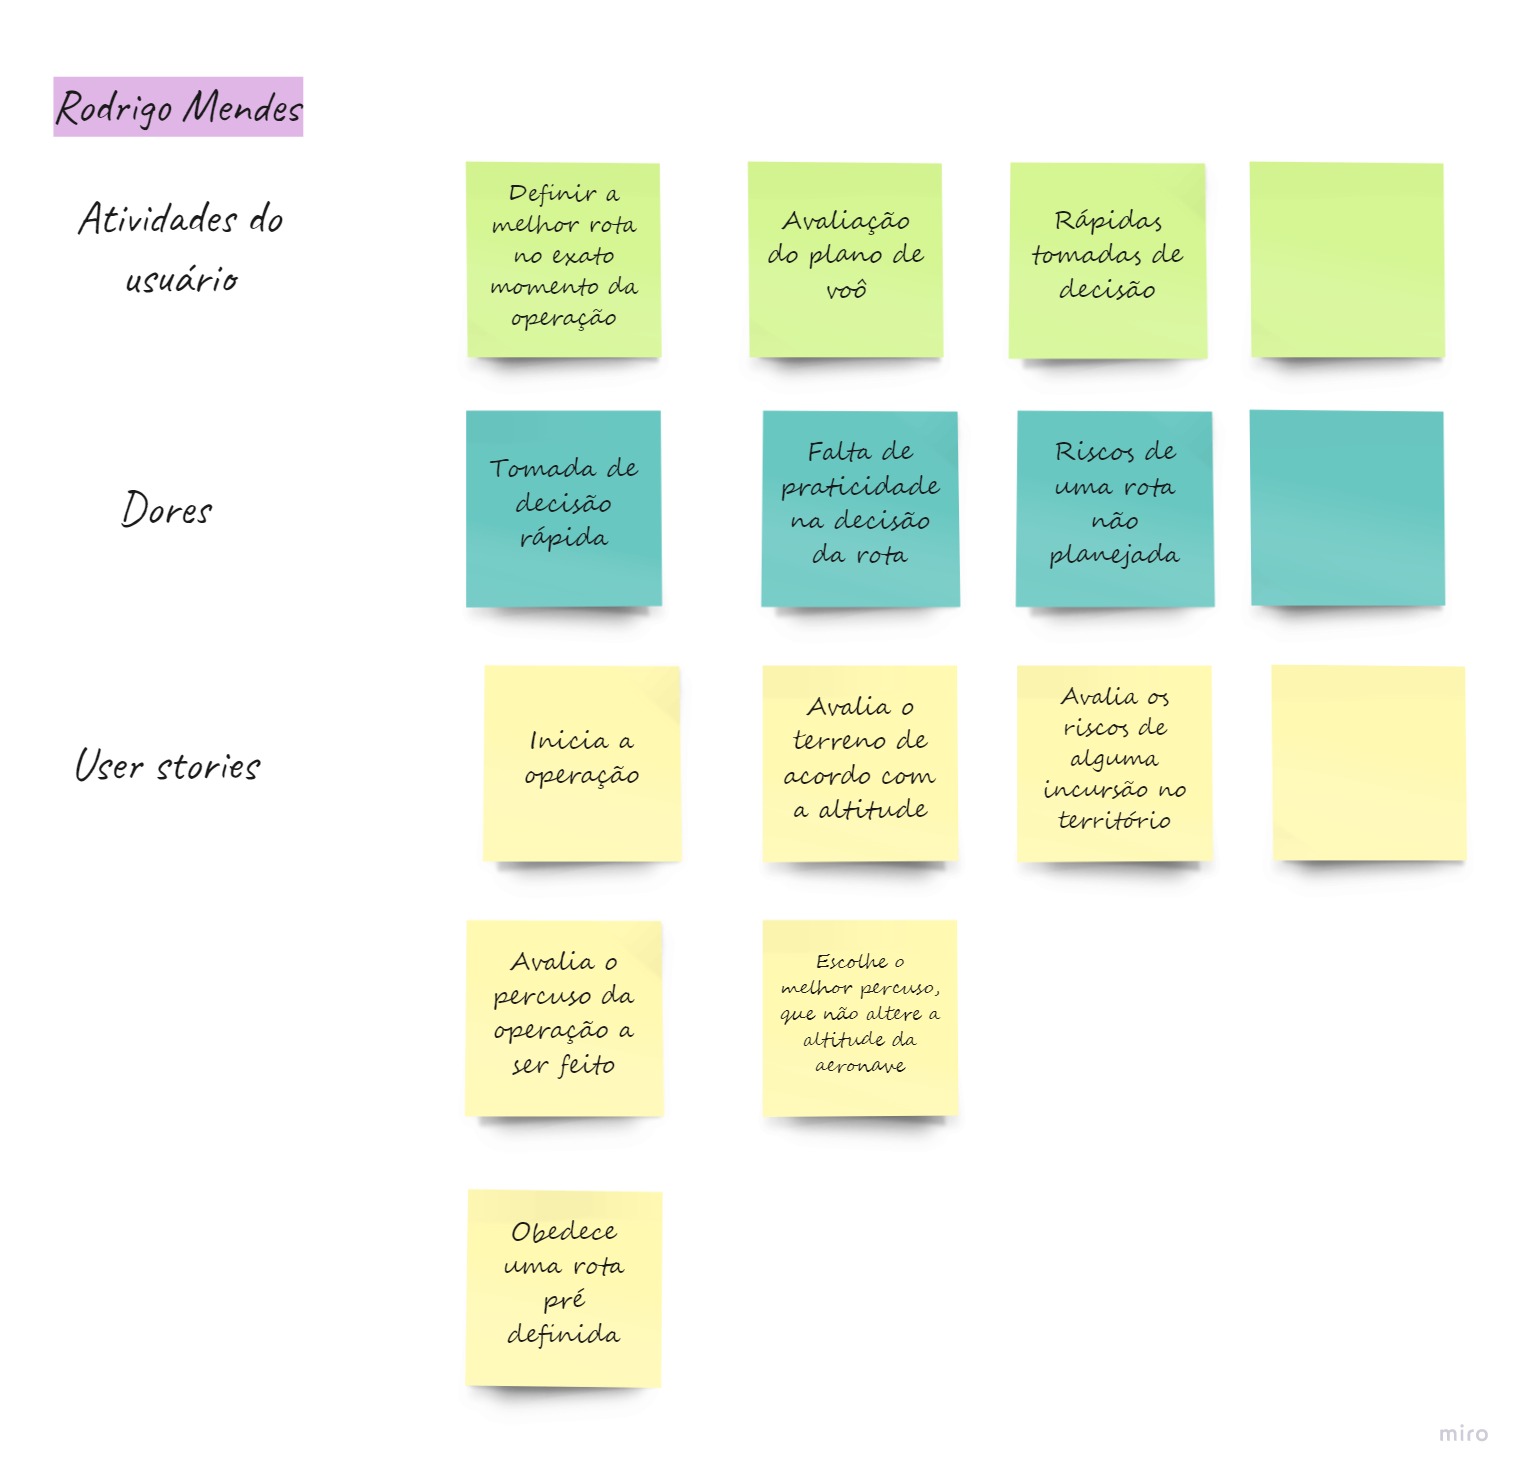 Rodrigo Mendes
Atividades do
usuário
Definir a
melhor rota
no exato
momento da
operação
Avaliação
do plano de
voô
Rápidas
tomadas de
decisão
Dores
Tomada de
decisão
rápida
Falta de
praticidade
na decisão
da rota
Riscos de
uma rota
não
planejada
User stories
Inicia a
operação
Avalia o
terreno de
acordo com
a altitude
Avalia os
riscos de
alguma
incursão no
território
Avalia o
percuso da
operação a
ser feito
Escolhe o
melhor percuso,
que não altere a
altitude da
aeronave
Obedece
uma rota
pré
definida
miro